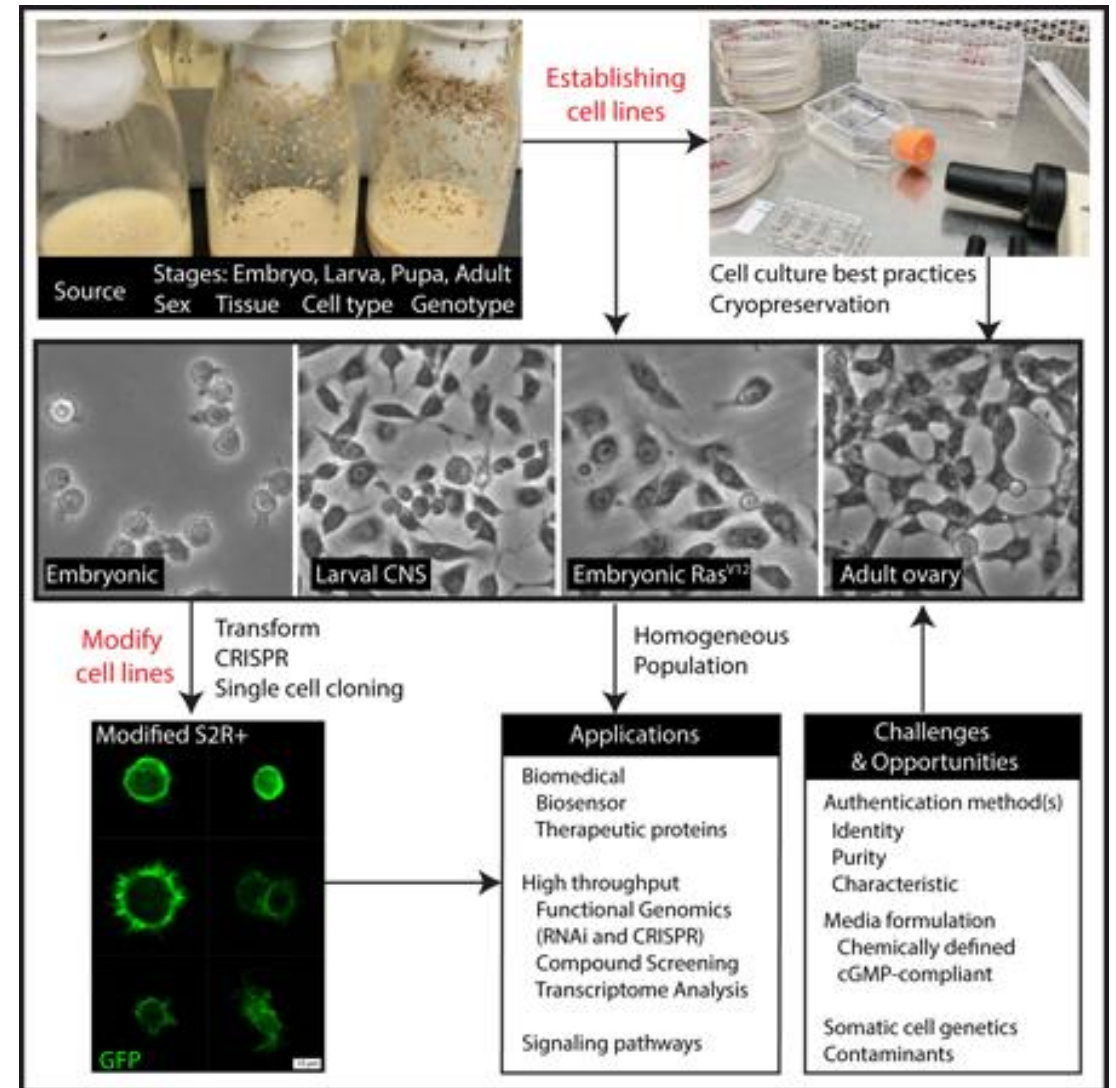 Establishing
cell lines
Source
Stages: Embryo, Larva, Pupa, Adult
Sex Tissue Cell type Genotype
Cell culture best practices
Cryopreservation
Embryonic
Larval CNS
Embryonic Rasⱽ¹²
Adult ovary
Modify
cell lines
Transform
CRISPR
Single cell cloning
Homogeneous
Population
Modified S2R+
GFP
Applications
Biomedical
Biosensor
Therapeutic proteins
High throughput
Functional Genomics
(RNAi and CRISPR)
Compound Screening
Transcriptome Analysis
Signaling pathways
Challenges
& Opportunities
Authentication method(s)
Identity
Purity
Characteristic
Media formulation
Chemically defined
cGMP-compliant
Somatic cell genetics
Contaminants